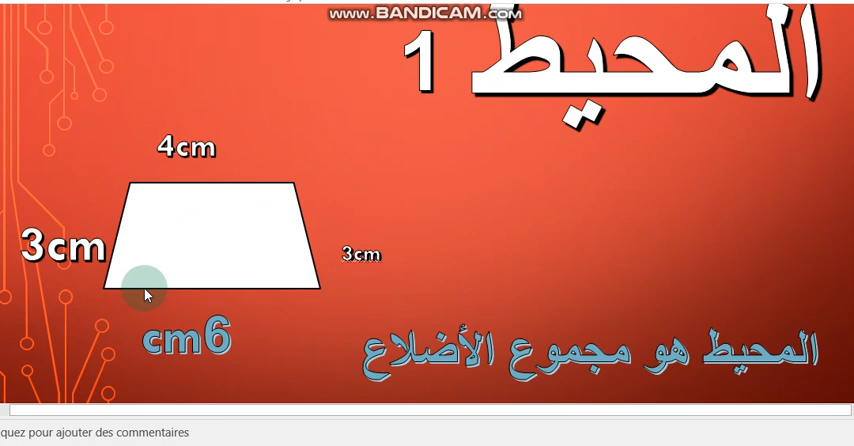 www.BANDICAM.com
المحيط 1
4cm
3cm
3cm
cm6
المحيط هو مجموع الأضلاع
quez pour ajouter des commentaires